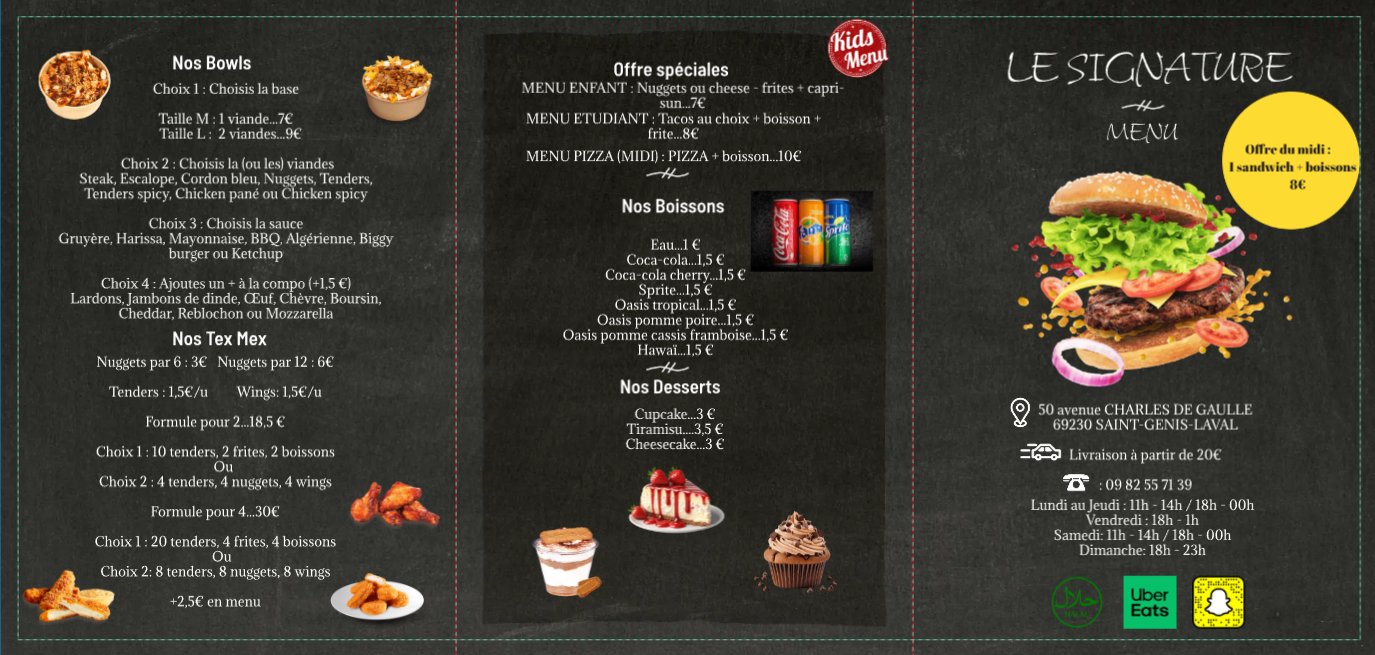 Nos Bowls
Choix 1 : Choisis la base
Taille M : 1 viande...7€
Taille L : 2 viandes...9€
Choix 2 : Choisis la (ou les) viandes
Steak, Escalope, Cordon bleu, Nuggets, Tenders,
Tenders spicy, Chicken pané ou Chicken spicy
Choix 3 : Choisis la sauce
Gruyère, Harissa, Mayonnaise, BBQ, Algérienne, Biggy
burger ou Ketchup
Choix 4 : Ajoutes un + à la compo (+1,5 €)
Lardons, Jambons de dinde, Œuf, Chèvre, Boursin,
Cheddar, Reblochon ou Mozzarella
Nos Tex Mex
Nuggets par 6 : 3€ Nuggets par 12 : 6€
Tenders : 1,5€/u Wings: 1,5€/u
Formule pour 2...18,5 €
Choix 1 : 10 tenders, 2 frites, 2 boissons
Ou
Choix 2 : 4 tenders, 4 nuggets, 4 wings
Formule pour 4...30€
Choix 1 : 20 tenders, 4 frites, 4 boissons
Ou
Choix 2: 8 tenders, 8 nuggets, 8 wings
+2,5€ en menu
Kids
Menu
Offre spéciales
MENU ENFANT : Nuggets ou cheese - frites + capri-
sun...7€
MENU ETUDIANT : Tacos au choix + boisson +
frite...8€
MENU PIZZA (MIDI) : PIZZA + boisson...10€
Nos Boissons
Coca-Cola
Fanta
Sprite
Eau...1 €
Coca-cola...1,5 €
Coca-cola cherry...1,5 €
Sprite...1,5 €
Oasis tropical...1,5 €
Oasis pomme poire...1,5 €
Oasis pomme cassis framboise...1,5 €
Hawaï...1,5 €
Nos Desserts
Cupcake...3 €
Tiramisu....3,5 €
Cheesecake...3 €
LE SIGNATURE
MENU
Offre du midi :
1 sandwich + boissons
8€
50 avenue CHARLES DE GAULLE
69230 SAINT-GENIS-LAVAL
Livraison à partir de 20€
: 09 82 55 71 39
Lundi au Jeudi : 11h - 14h / 18h - 00h
Vendredi : 18h - 1h
Samedi: 11h - 14h / 18h - 00h
Dimanche: 18h - 23h
حلال
HALAL
Uber
Eats